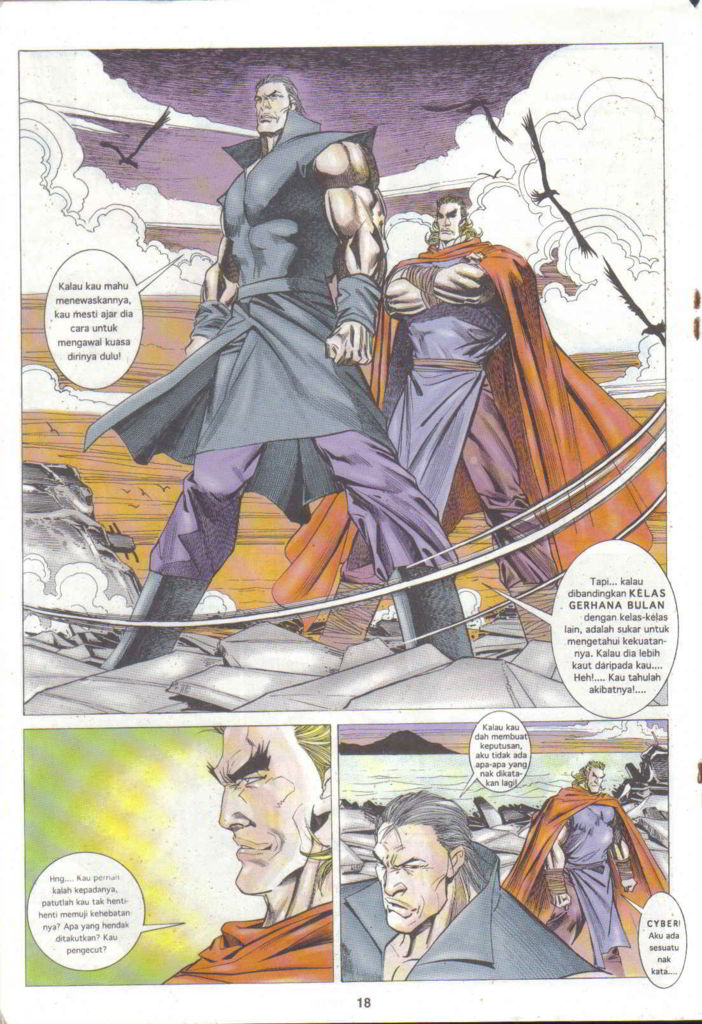 Kalau kau mahu
menewaskannya,
kau mesti ajar dia
cara untuk
mengawal kuasa
dirinya dulu!
Tapi... kalau
dibandingkan KELAS
GERHANA BULAN
dengan kelas-kelas
lain, adalah sukar untuk
mengetahui kekuatan-
nya. Kalau dia lebih
kaut daripada kau....
Heh!.... Kau tahulah
akibatnya!....
Hng.... Kau pernah
kalah kepadanya,
patutlah kau tak henti-
henti memuji kehebatan-
nya? Apa yang hendak
ditakutkan? Kau
pengecut?
Kalau kau
dah membuat
keputusan,
aku tidak ada
apa-apa yang
nak dikata-
kan lagi!
CYBER!
Aku ada
sesuatu
nak
kata....
18